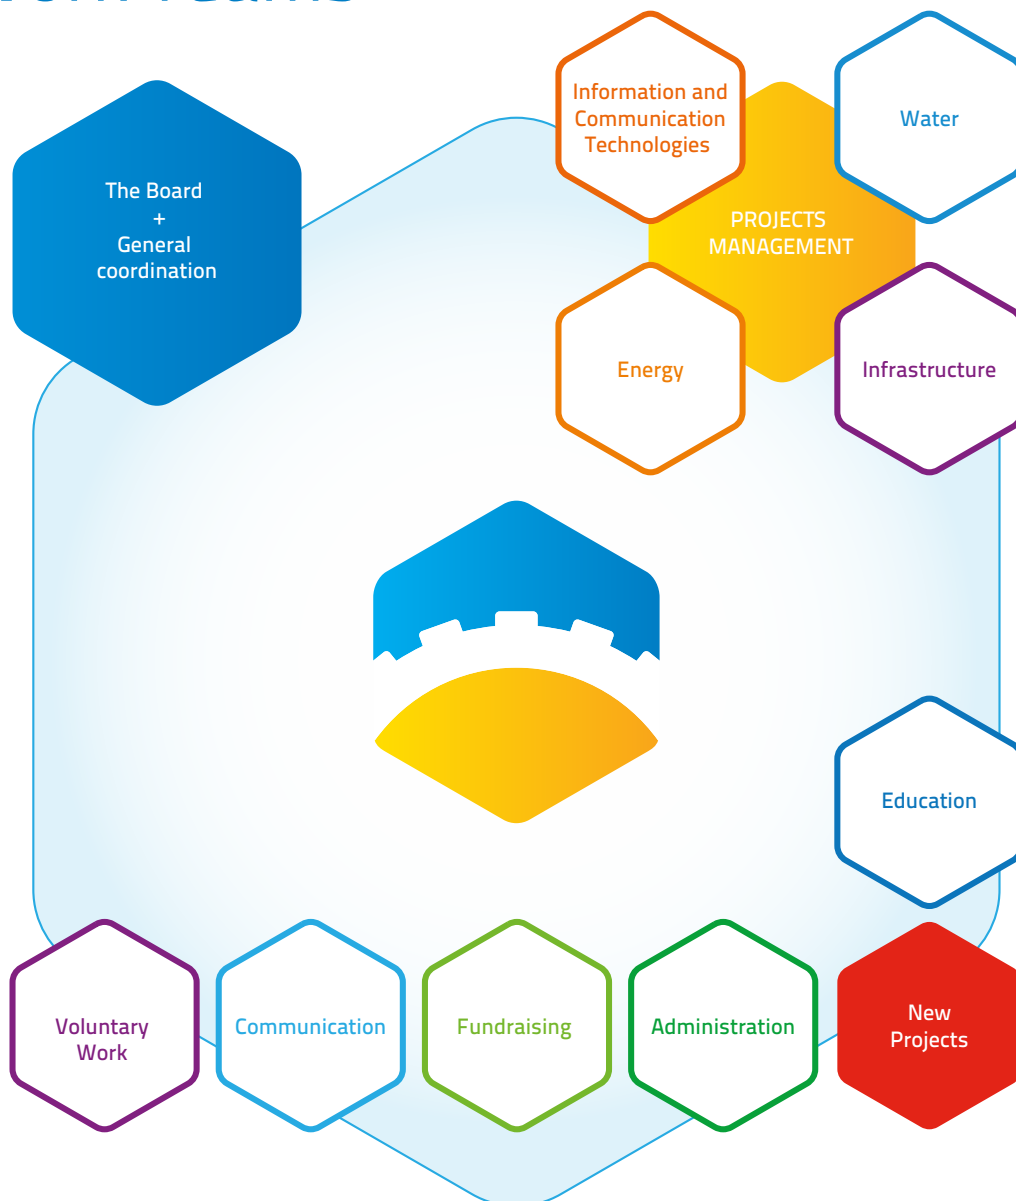 The Board
+
General
coordination
Information and
Communication
Technologies
Water
PROJECTS
MANAGEMENT
Energy
Infrastructure
Education
Voluntary
Work
Communication
Fundraising
Administration
New
Projects